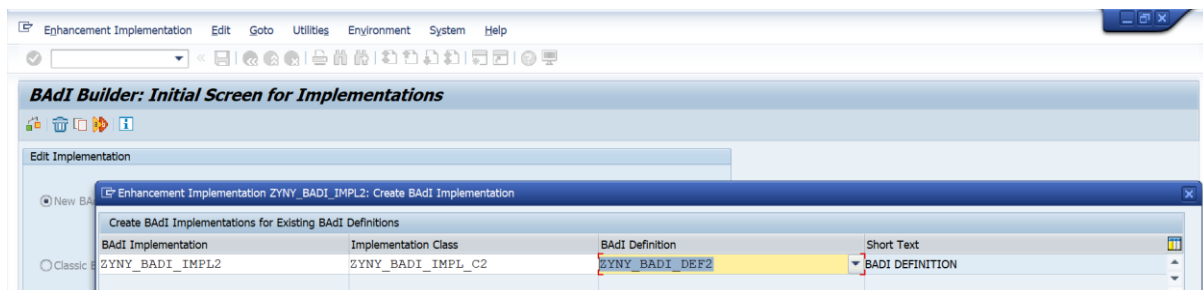 Enhancement Implementation Edit Goto Utilities Environment System Help
BAdI Builder: Initial Screen for Implementations
Edit Implementation
New BA
Enhancement Implementation ZYNY_BADI_IMPL2: Create BAdI Implementation
Create BAdI Implementations for Existing BAdI Definitions
BAdI Implementation Implementation Class BAdI Definition Short Text
Classic
ZYNY_BADI_IMPL2 ZYNY_BADI_IMPL_C2 ZYNY_BADI_DEF2 BADI DEFINITION